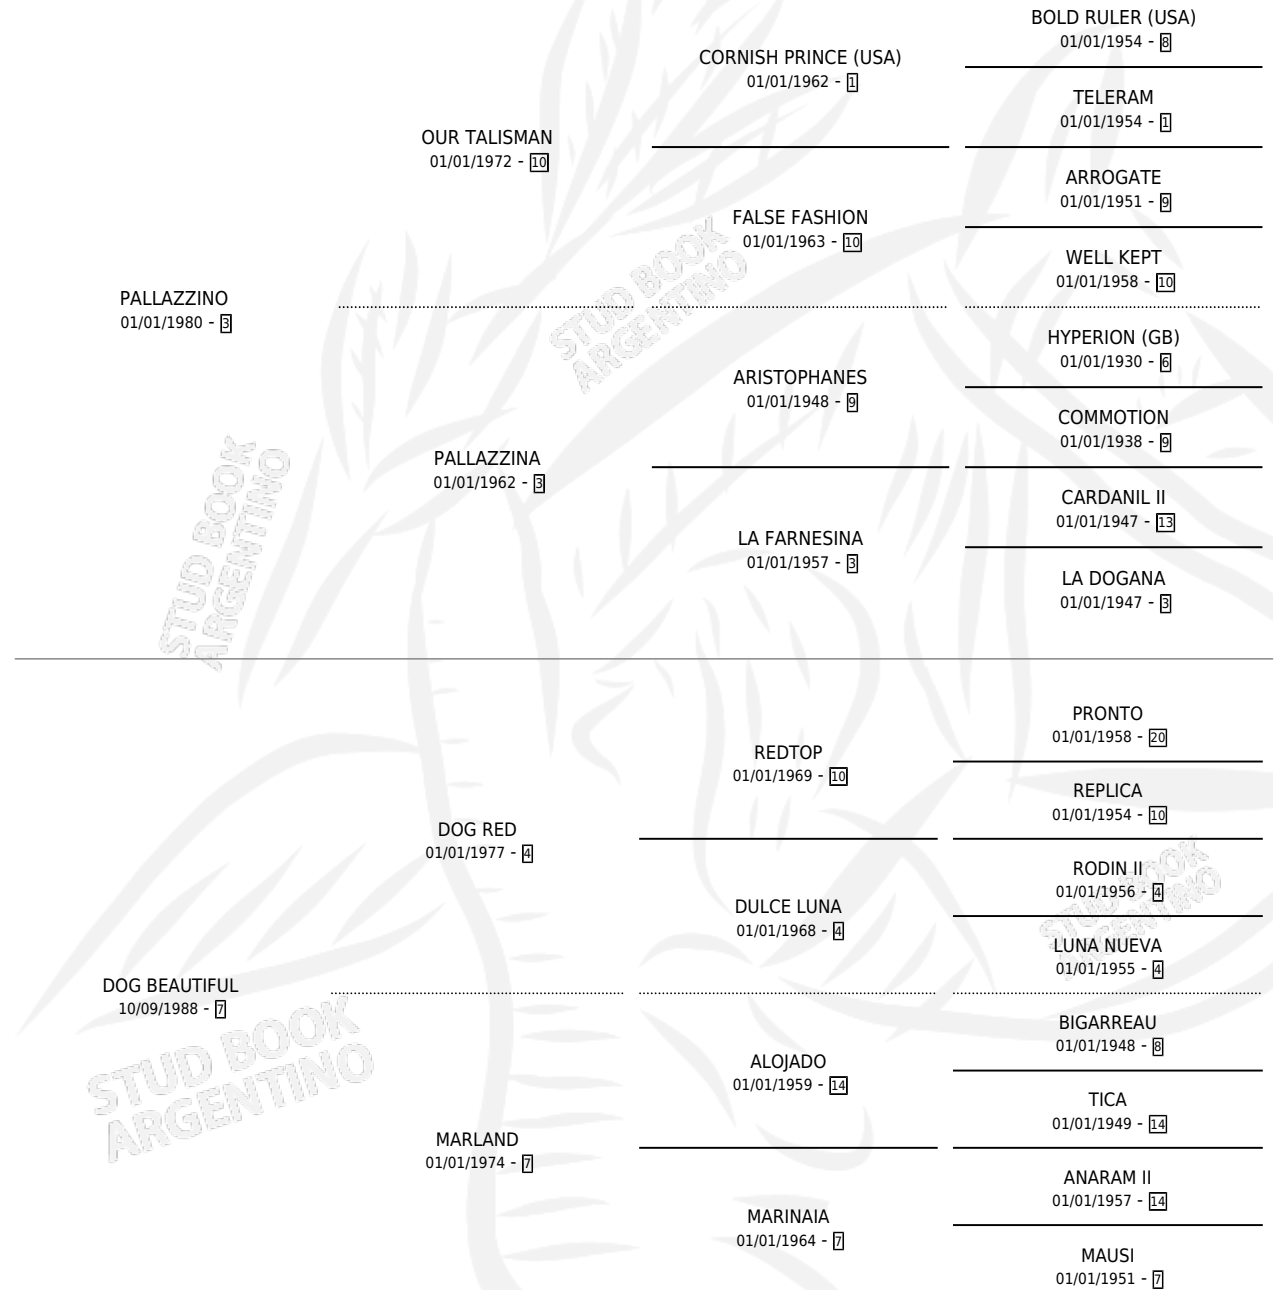 BOLD RULER (USA)
01/01/1954 - 8
CORNISH PRINCE (USA)
01/01/1962 - 1
TELERAM
01/01/1954 - 1
OUR TALISMAN
01/01/1972 - 10
ARROGATE
01/01/1951 - 9
FALSE FASHION
01/01/1963 - 10
WELL KEPT
01/01/1958 - 10
PALLAZZINO
01/01/1980 - 3
HYPERION (GB)
01/01/1930 - 6
ARISTOPHANES
01/01/1948 - 9
COMMOTION
01/01/1938 - 9
PALLAZZINA
01/01/1962 - 3
CARDANIL II
01/01/1947 - 13
LA FARNESINA
01/01/1957 - 3
LA DOGANA
01/01/1947 - 3
STUD BOOK
ARGENTINO
STUD BOOK
ARGENTINO
PRONTO
01/01/1958 - 20
REDTOP
01/01/1969 - 10
REPLICA
01/01/1954 - 10
DOG RED
01/01/1977 - 4
RODIN II
01/01/1956 - 4
DULCE LUNA
01/01/1968 - 4
LUNA NUEVA
01/01/1955 - 4
DOG BEAUTIFUL
10/09/1988 - 7
BIGARREAU
01/01/1948 - 8
ALOJADO
01/01/1959 - 14
TICA
01/01/1949 - 14
MARLAND
01/01/1974 - 7
ANARAM II
01/01/1957 - 14
MARINAIA
01/01/1964 - 7
MAUSI
01/01/1951 - 7
STUD BOOK
ARGENTINO
STUD BOOK
ARGENTINO